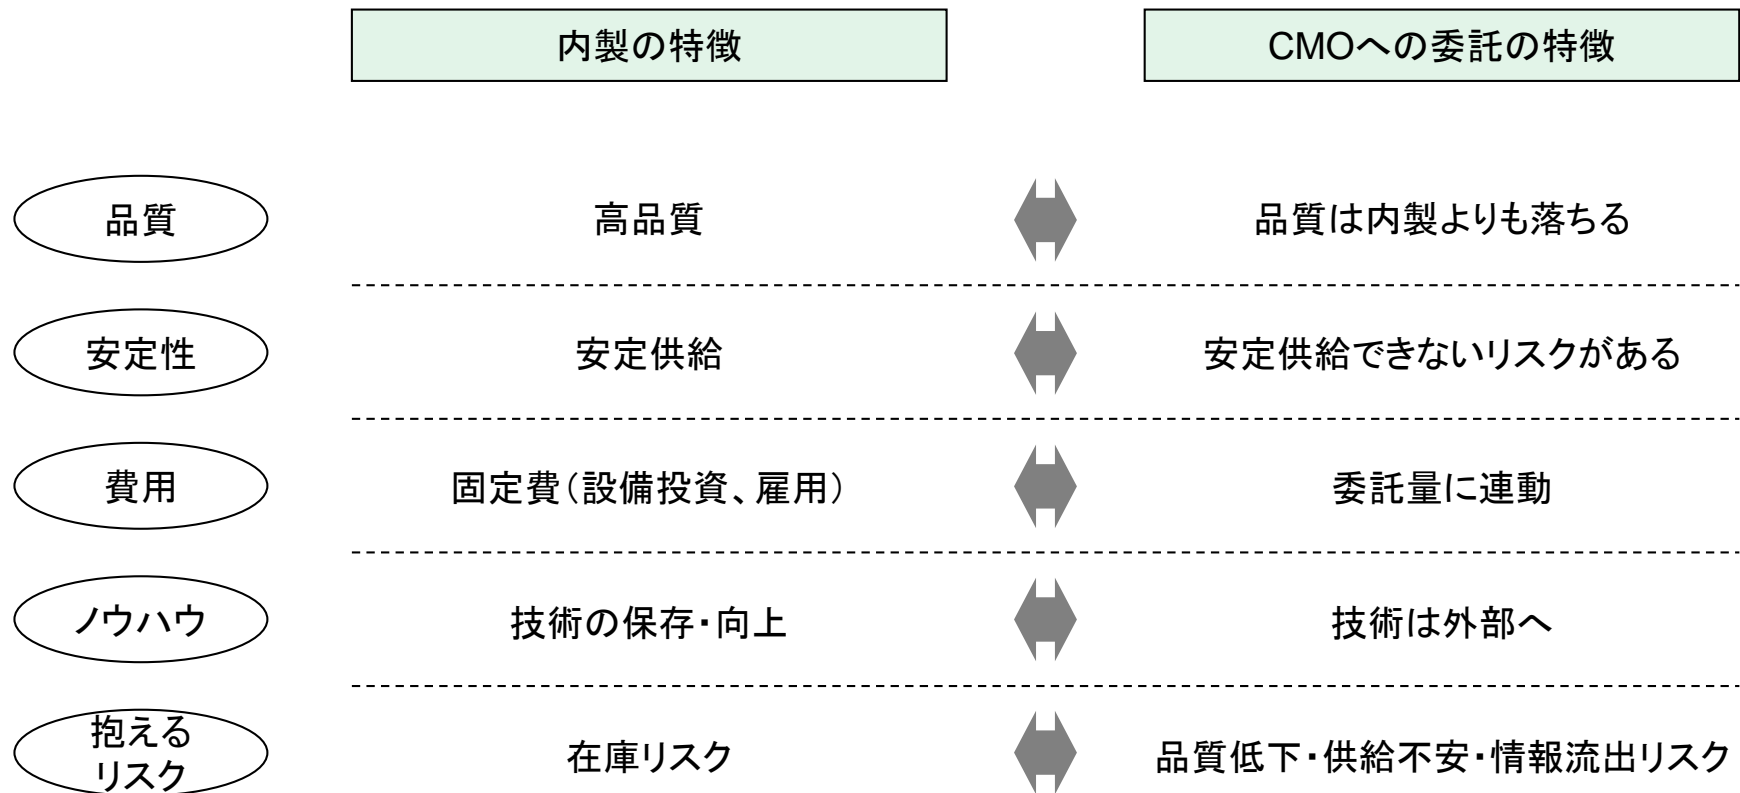 内製の特徴
CMOへの委託の特徴
品質
高品質
品質は内製よりも落ちる
安定性
安定供給
安定供給できないリスクがある
費用
固定費（設備投資、雇用）
委託量に連動
ノウハウ
技術の保存・向上
技術は外部へ
抱える
リスク
在庫リスク
品質低下・供給不安・情報流出リスク